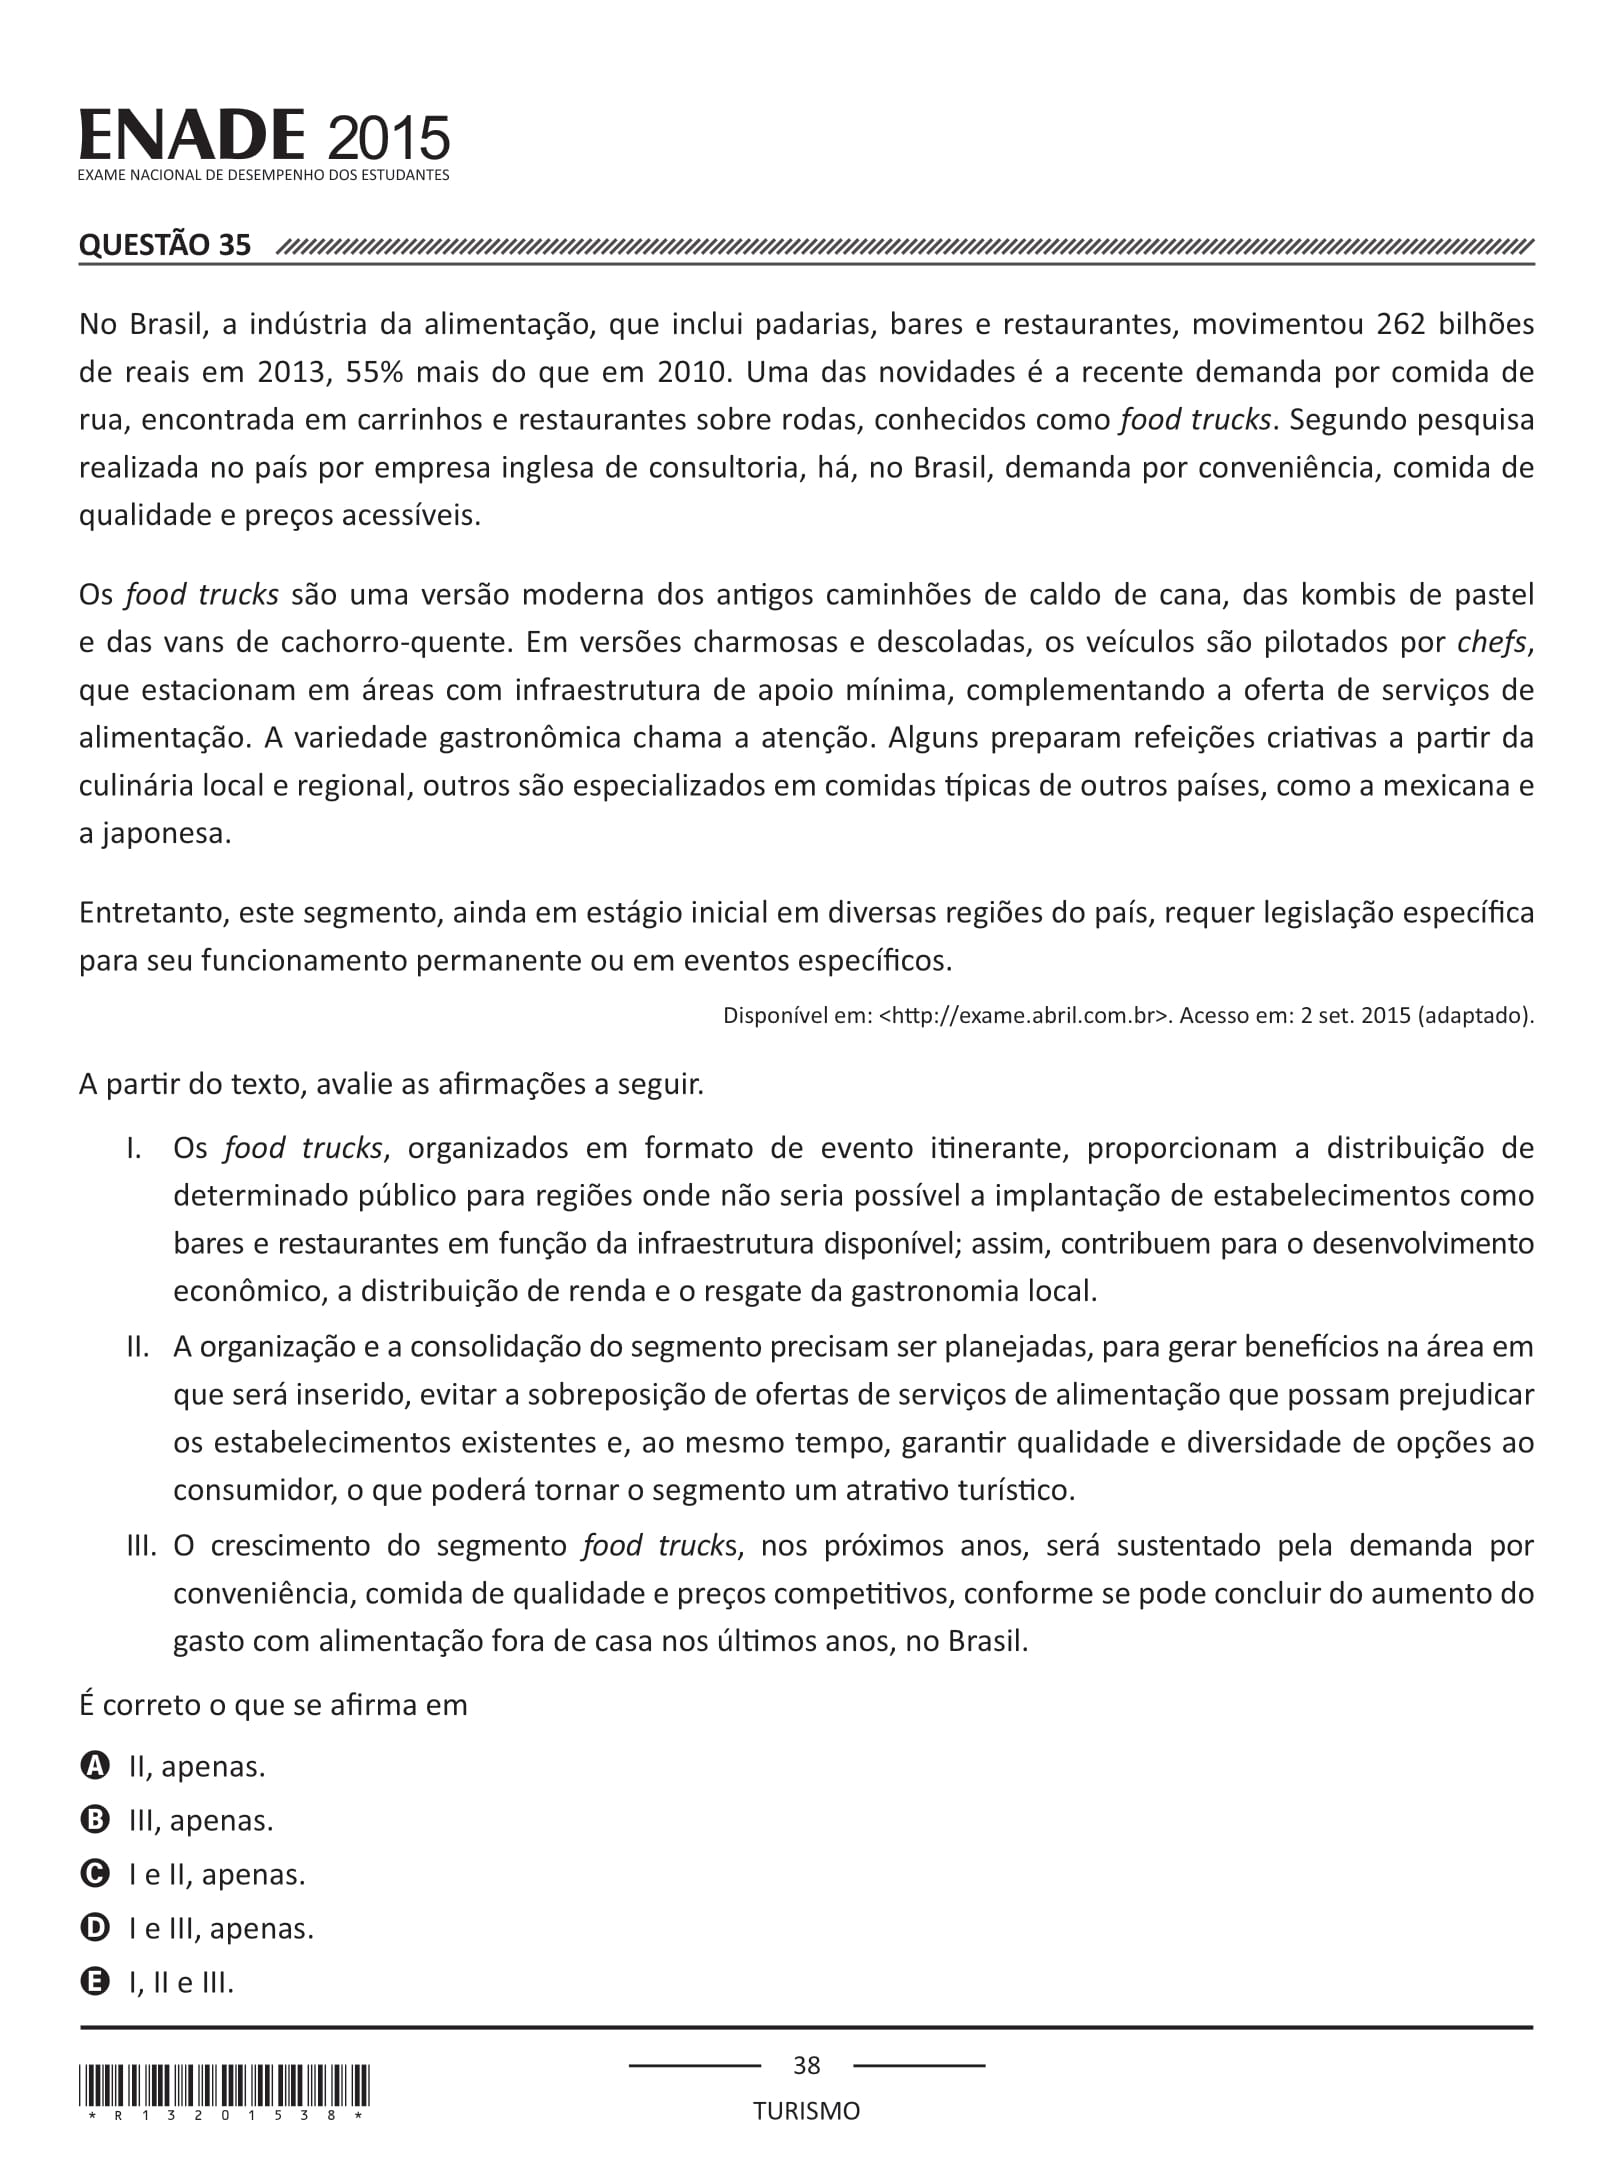 ENADE 2015
EXAME NACIONAL DE DESEMPENHO DOS ESTUDANTES
QUESTÃO 35
No Brasil, a indústria da alimentação, que inclui padarias, bares e restaurantes, movimentou 262 bilhões
de reais em 2013, 55% mais do que em 2010. Uma das novidades é a recente demanda por comida de
rua, encontrada em carrinhos e restaurantes sobre rodas, conhecidos como food trucks. Segundo pesquisa
realizada no país por empresa inglesa de consultoria, há, no Brasil, demanda por conveniência, comida de
qualidade e preços acessíveis.
Os food trucks são uma versão moderna dos antigos caminhões de caldo de cana, das kombis de pastel
e das vans de cachorro-quente. Em versões charmosas e descoladas, os veículos são pilotados por chefs,
que estacionam em áreas com infraestrutura de apoio mínima, complementando a oferta de serviços de
alimentação. A variedade gastronômica chama a atenção. Alguns preparam refeições criativas a partir da
culinária local e regional, outros são especializados em comidas típicas de outros países, como a mexicana e
a japonesa.
Entretanto, este segmento, ainda em estágio inicial em diversas regiões do país, requer legislação específica
para seu funcionamento permanente ou em eventos específicos.
Disponível em: <http://exame.abril.com.br>. Acesso em: 2 set. 2015 (adaptado).
A partir do texto, avalie as afirmações a seguir.
I. Os food trucks, organizados em formato de evento itinerante, proporcionam a distribuição de
determinado público para regiões onde não seria possível a implantação de estabelecimentos como
bares e restaurantes em função da infraestrutura disponível; assim, contribuem para o desenvolvimento
econômico, a distribuição de renda e o resgate da gastronomia local.
II. A organização e a consolidação do segmento precisam ser planejadas, para gerar benefícios na área em
que será inserido, evitar a sobreposição de ofertas de serviços de alimentação que possam prejudicar
os estabelecimentos existentes e, ao mesmo tempo, garantir qualidade e diversidade de opções ao
consumidor, o que poderá tornar o segmento um atrativo turístico.
III. O crescimento do segmento food trucks, nos próximos anos, será sustentado pela demanda por
conveniência, comida de qualidade e preços competitivos, conforme se pode concluir do aumento do
gasto com alimentação fora de casa nos últimos anos, no Brasil.
É correto o que se afirma em
A II, apenas.
B III, apenas.
C I e II, apenas.
D I e III, apenas.
E I, II e III.
38
TURISMO
*R13201538*